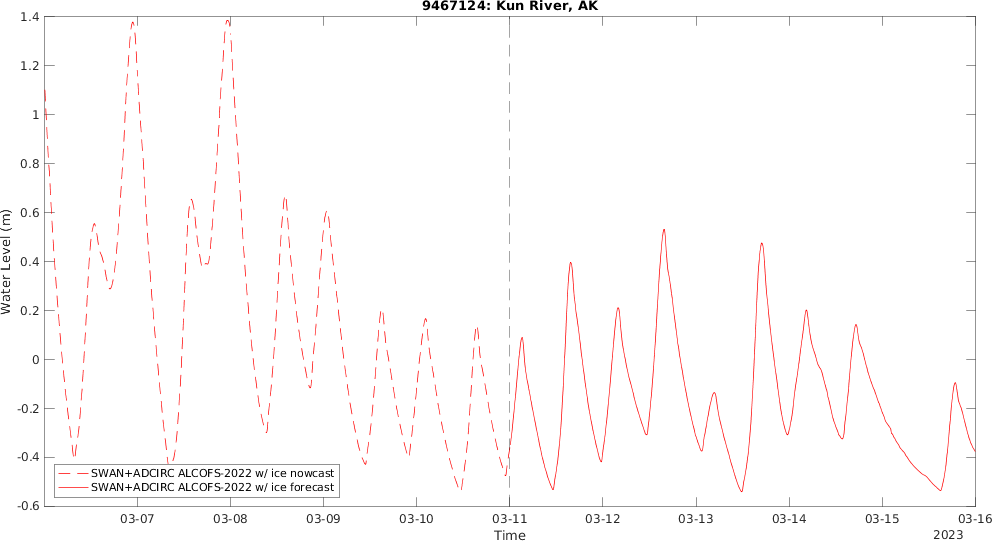 9467124: Kun River, AK
1.4
1.2
1
0.8
0.6
0.4
0.2
0
-0.2
-0.4
-0.6
Water Level (m)
SWAN+ADCIRC ALCOFS-2022 w/ ice nowcast
SWAN+ADCIRC ALCOFS-2022 w/ ice forecast
03-07 03-08 03-09 03-10 03-11 03-12 03-13 03-14 03-15 03-16
Time
2023